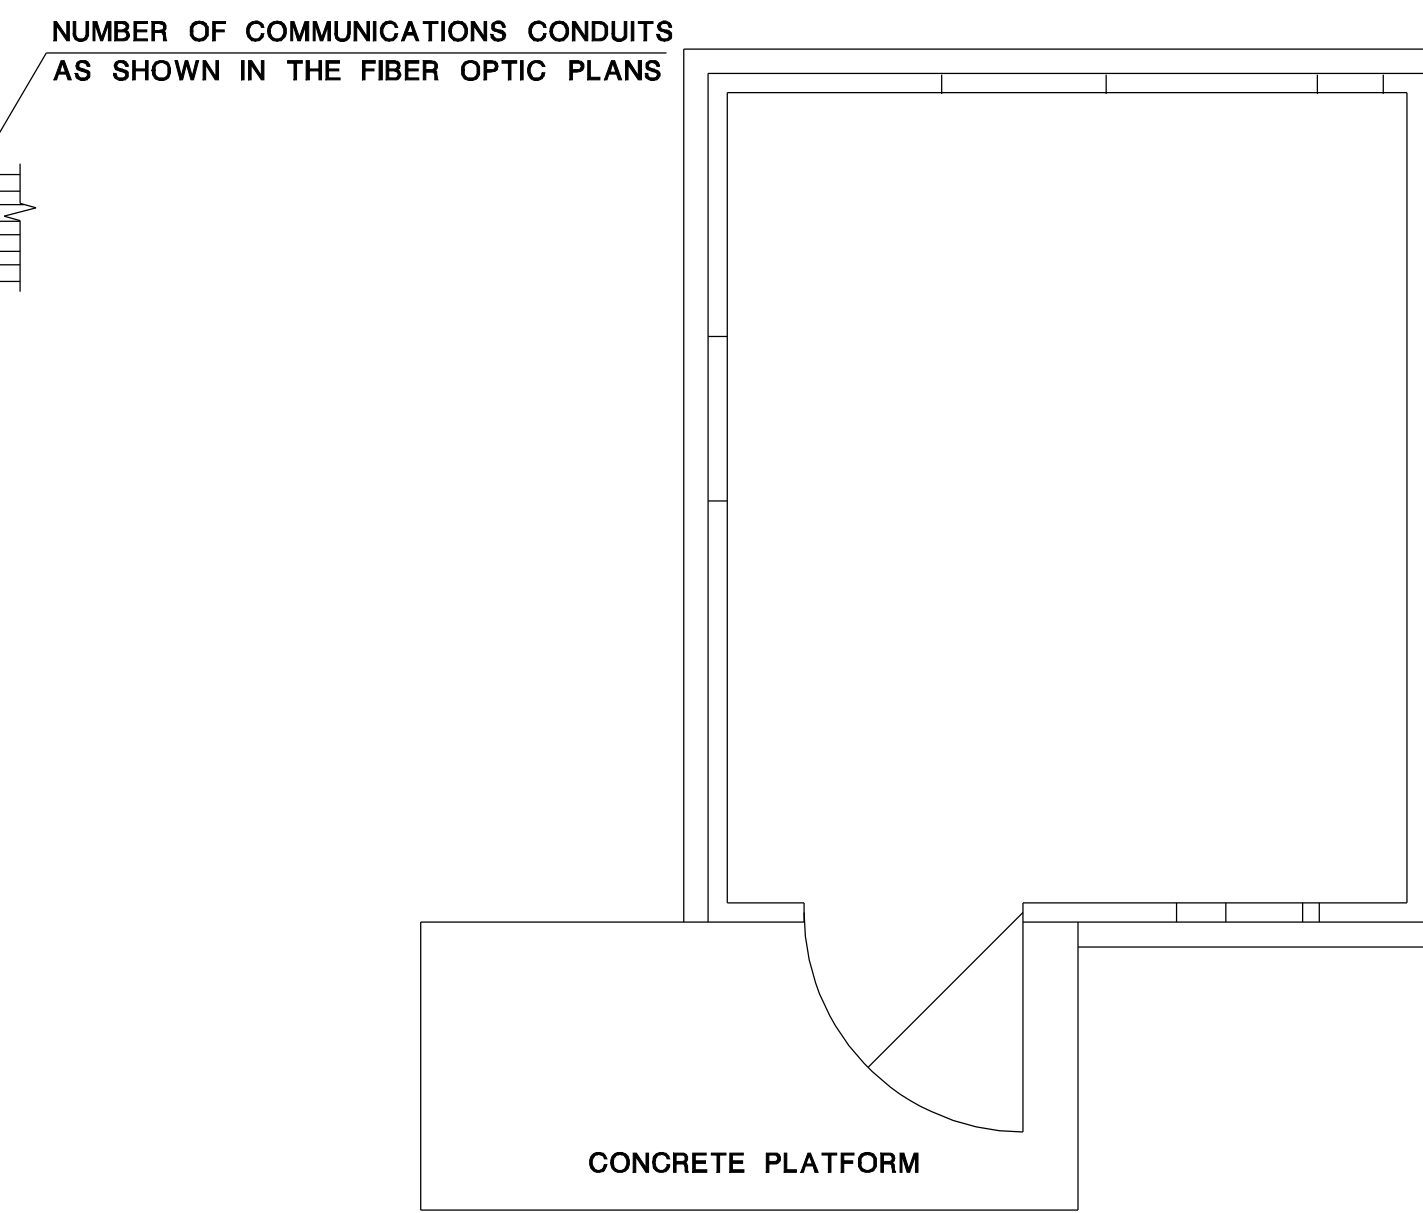 NUMBER OF COMMUNICATIONS CONDUITS
AS SHOWN IN THE FIBER OPTIC PLANS
CONCRETE PLATFORM